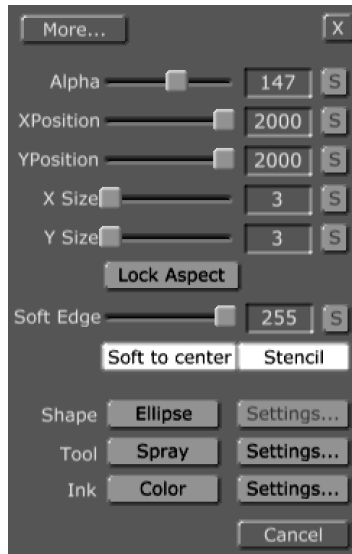 More... X
Alpha 147 S
XPosition 2000 S
YPosition 2000 S
X Size 3 S
Y Size 3 S
Lock Aspect
Soft Edge 255 S
Soft to center Stencil
Shape Ellipse Settings...
Tool Spray Settings...
Ink Color Settings...
Cancel